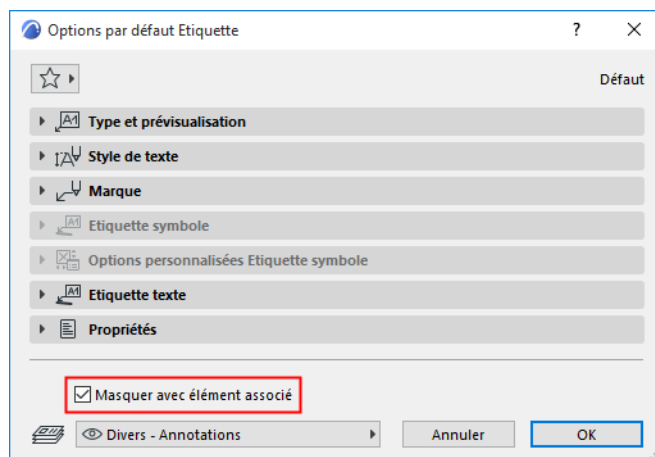 Options par défaut Etiquette
?
Défaut
Type et prévisualisation
Style de texte
Marque
Etiquette symbole
Options personnalisées Etiquette symbole
Etiquette texte
Propriétés
Masquer avec élément associé
Divers - Annotations
Annuler
OK